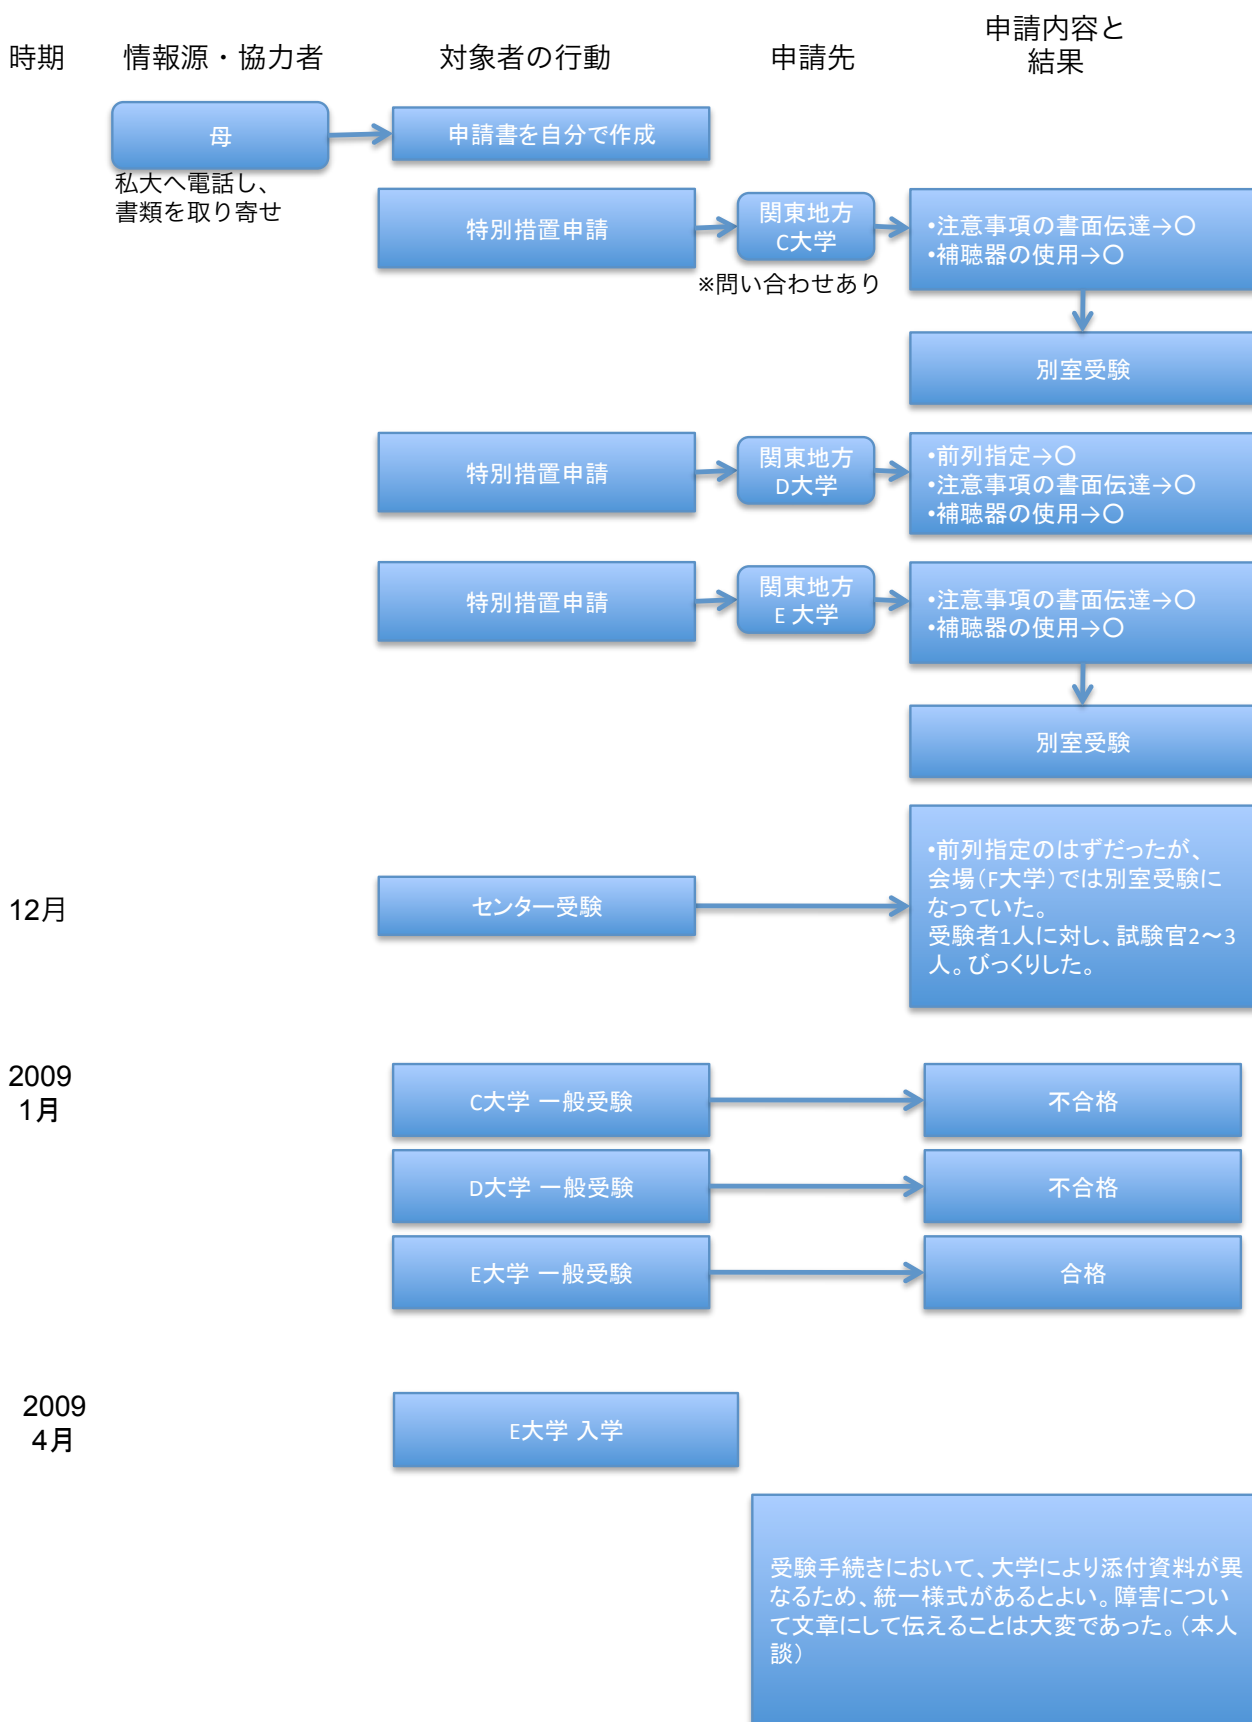 時期
情報源・協力者
対象者の行動
申請先
申請内容と
結果
母
申請書を自分で作成
私大へ電話し、
書類を取り寄せ
特別措置申請
関東地方
C大学
※問い合わせあり
•注意事項の書面伝達→〇
•補聴器の使用→〇
別室受験
特別措置申請
関東地方
D大学
•前列指定→〇
•注意事項の書面伝達→〇
•補聴器の使用→〇
特別措置申請
関東地方
E 大学
•注意事項の書面伝達→〇
•補聴器の使用→〇
別室受験
12月
センター受験
•前列指定のはずだったが、
会場（F大学）では別室受験に
なっていた。
受験者1人に対し、試験官2～3
人。びっくりした。
2009
1月
C大学 一般受験
不合格
D大学 一般受験
不合格
E大学 一般受験
合格
2009
4月
E大学 入学
受験手続きにおいて、大学により添付資料が異
なるため、統一様式があるとよい。障害につい
て文章にして伝えることは大変であった。（本人
談）